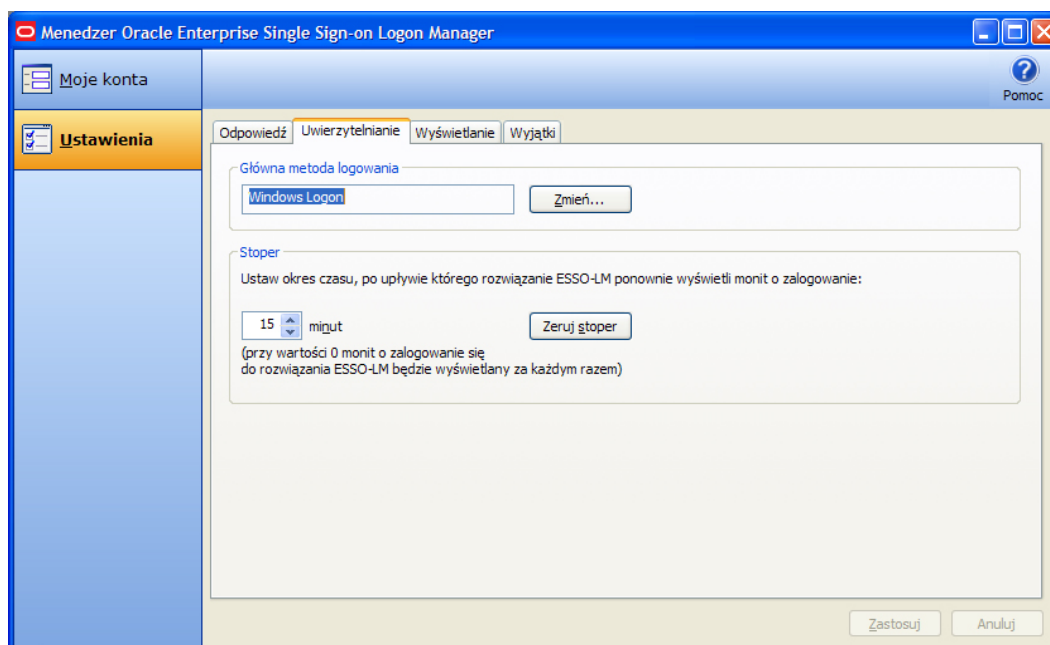 Menedzer Oracle Enterprise Single Sign-on Logon Manager
Moje konta
Ustawienia
Pomoc
Odpowiedź Uwierzytelnianie Wyświetlanie Wyjątki
Główna metoda logowania
Windows Logon Zmień...
Stoper
Ustaw okres czasu, po upływie którego rozwiązanie ESSO-LM ponownie wyświetli monit o zalogowanie:
15 minut Zeruj stoper
(przy wartości 0 monit o zalogowanie się
do rozwiązania ESSO-LM będzie wyświetlany za każdym razem)
Zastosuj Anuluj